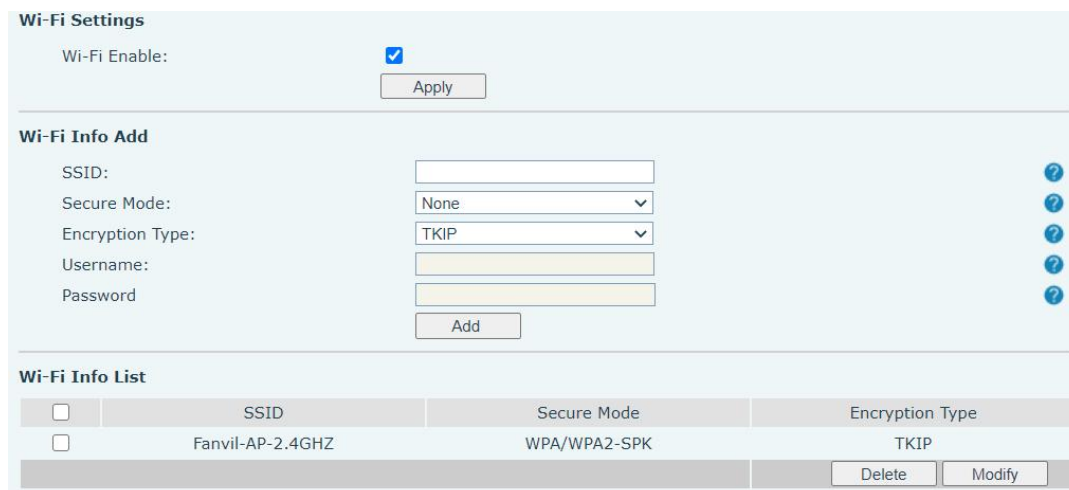 Wi-Fi Settings
Wi-Fi Enable:
Apply
Wi-Fi Info Add
SSID:
Secure Mode: None
Encryption Type: TKIP
Username:
Password
Add
Wi-Fi Info List
SSID Secure Mode Encryption Type
Fanvil-AP-2.4GHZ WPA/WPA2-SPK TKIP
Delete Modify